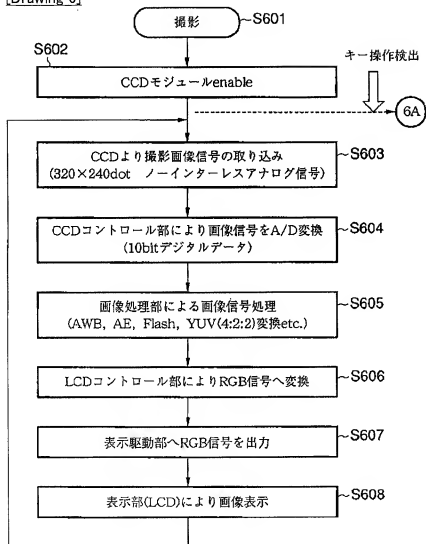 [Drawing 6]
撮影
S601
S602
CCDモジュールenable
キー操作検出
6A
CCDより撮影画像信号の取り込み
(320×240dot ノーインターレスアナログ信号)
S603
CCDコントロール部により画像信号をA/D変換
(10bitデジタルデータ)
S604
画像処理部による画像信号処理
(AWB, AE, Flash, YUV(4:2:2)変換etc.)
S605
LCDコントロール部によりRGB信号へ変換
S606
表示駆動部へRGB信号を出力
S607
表示部(LCD)により画像表示
S608